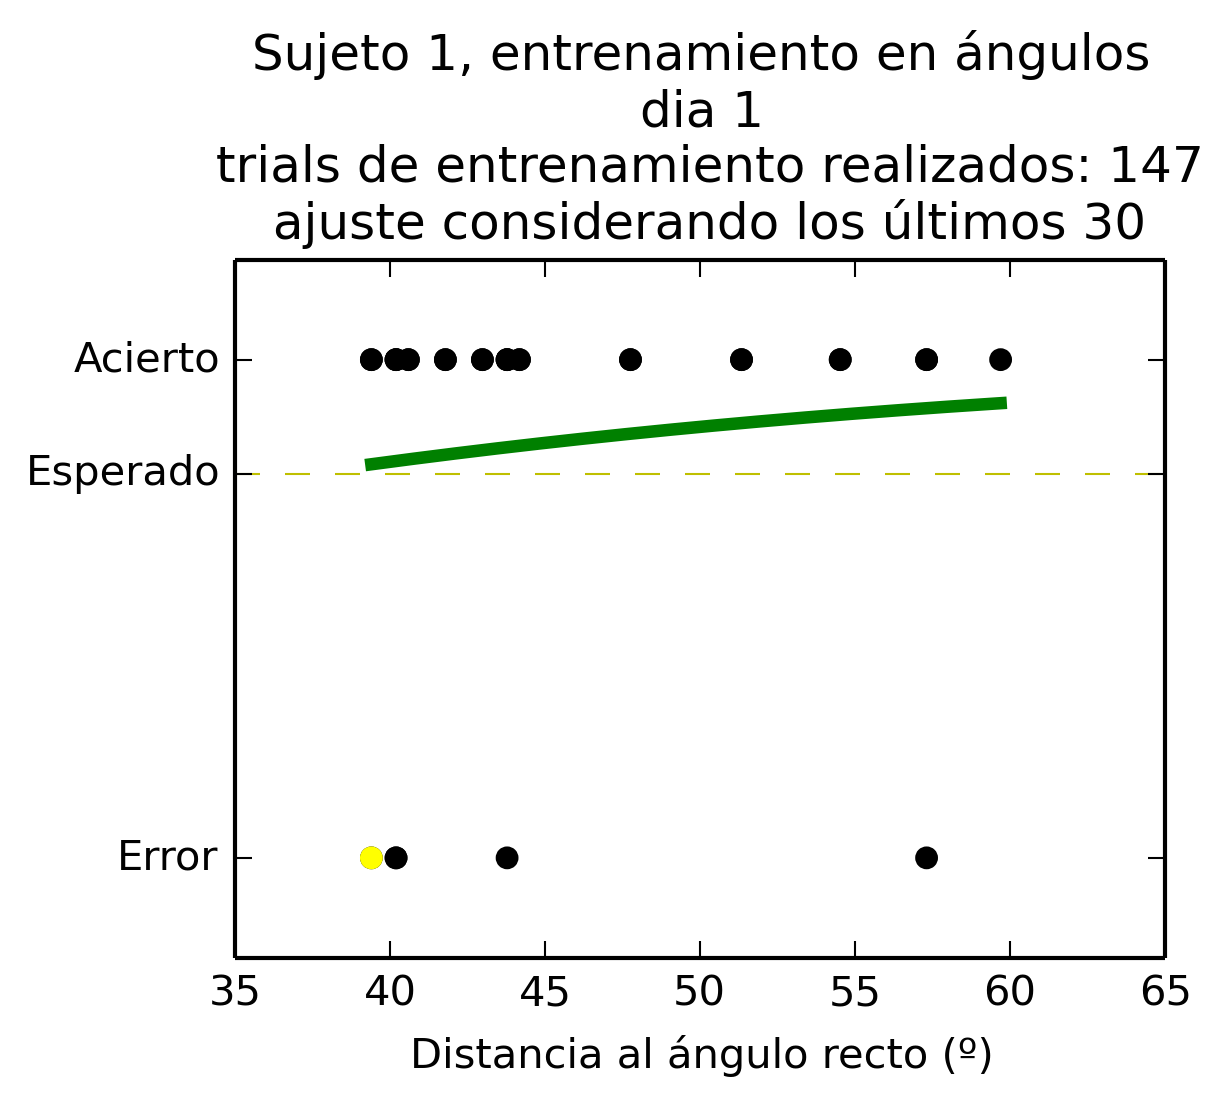 Sujeto 1, entrenamiento en ángulos
dia 1
trials de entrenamiento realizados: 147
ajuste considerando los últimos 30
Acierto
Esperado
Error
35 40 45 50 55 60 65
Distancia al ángulo recto (º)